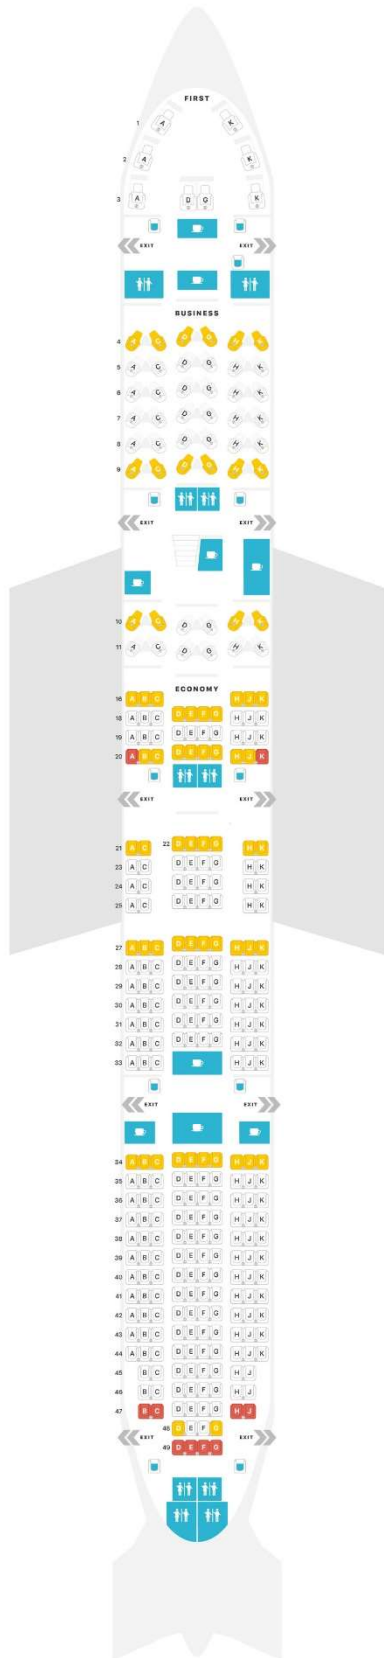 FIRST
1 A K
2 A K
3 A D G K
EXIT EXIT
BUSINESS
4 A C D G H K
5 A C D G H K
6 A C D G H K
7 A C D G H K
8 A C D G H K
9 A C D G H K
EXIT EXIT
10 A C D G H K
11 A C D G H K
ECONOMY
16 A B C D E F G H J K
18 A B C D E F G H J K
19 A B C D E F G H J K
20 A B C D E F G H J K
EXIT EXIT
21 A C 22 D E F G H K
23 A C D E F G H K
24 A C D E F G H K
25 A C D E F G H K
27 A B C D E F G H J K
28 A B C D E F G H J K
29 A B C D E F G H J K
30 A B C D E F G H J K
31 A B C D E F G H J K
32 A B C D E F G H J K
33 A B C H J K
EXIT EXIT
34 A B C D E F G H J K
35 A B C D E F G H J K
36 A B C D E F G H J K
37 A B C D E F G H J K
38 A B C D E F G H J K
39 A B C D E F G H J K
40 A B C D E F G H J K
41 A B C D E F G H J K
42 A B C D E F G H J K
43 A B C D E F G H J K
44 A B C D E F G H J K
45 B C D E F G H J
46 B C D E F G H J
47 B C D E F G H J
48 D E F G
EXIT EXIT
49 D E F G